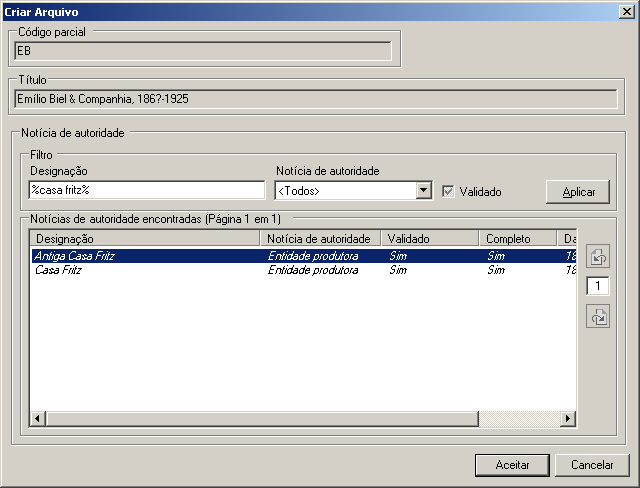 Criar Arquivo
Código parcial
EB
Título
Emílio Biel & Companhia, 186?-1925
Notícia de autoridade
Filtro
Designação Notícia de autoridade
%casa fritz% <Todos> Validado Aplicar
Notícias de autoridade encontradas (Página 1 em 1)
Designação Notícia de autoridade Validado Completo Da
Antiga Casa Fritz Entidade produtora Sim Sim 18
Casa Fritz Entidade produtora Sim Sim 18
1
Aceitar Cancelar